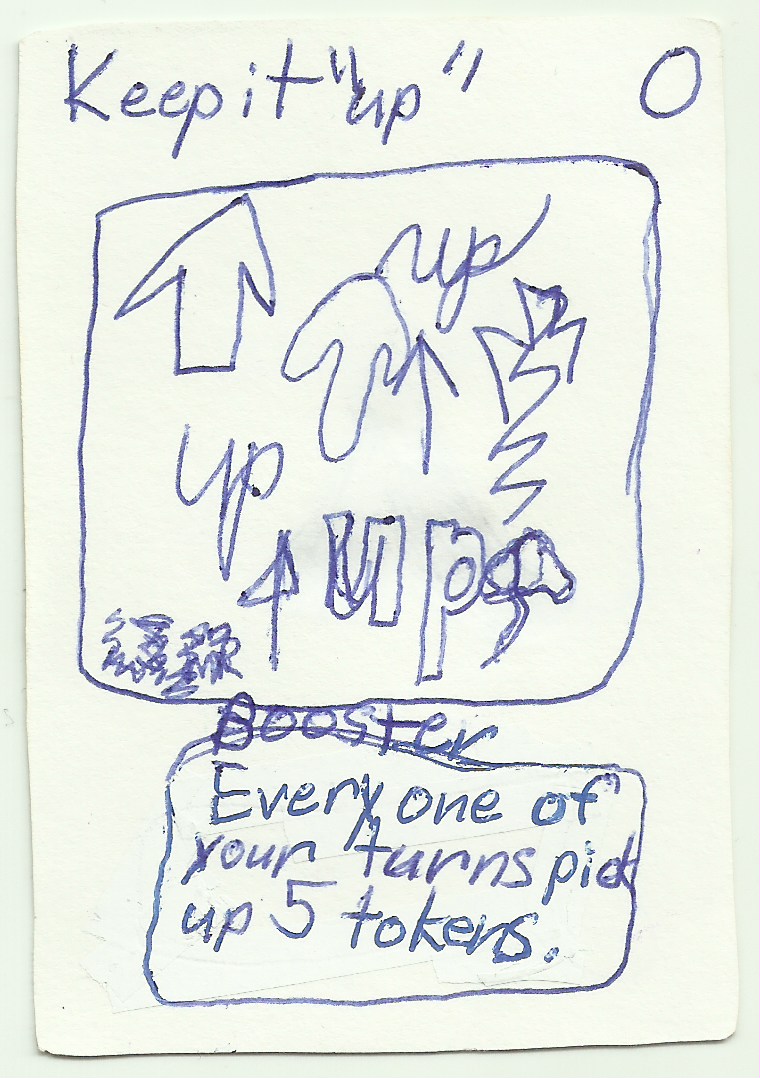 Keep it "up"
0
up
up
up
Booster
Every one of
your turns pick
up 5 tokens.